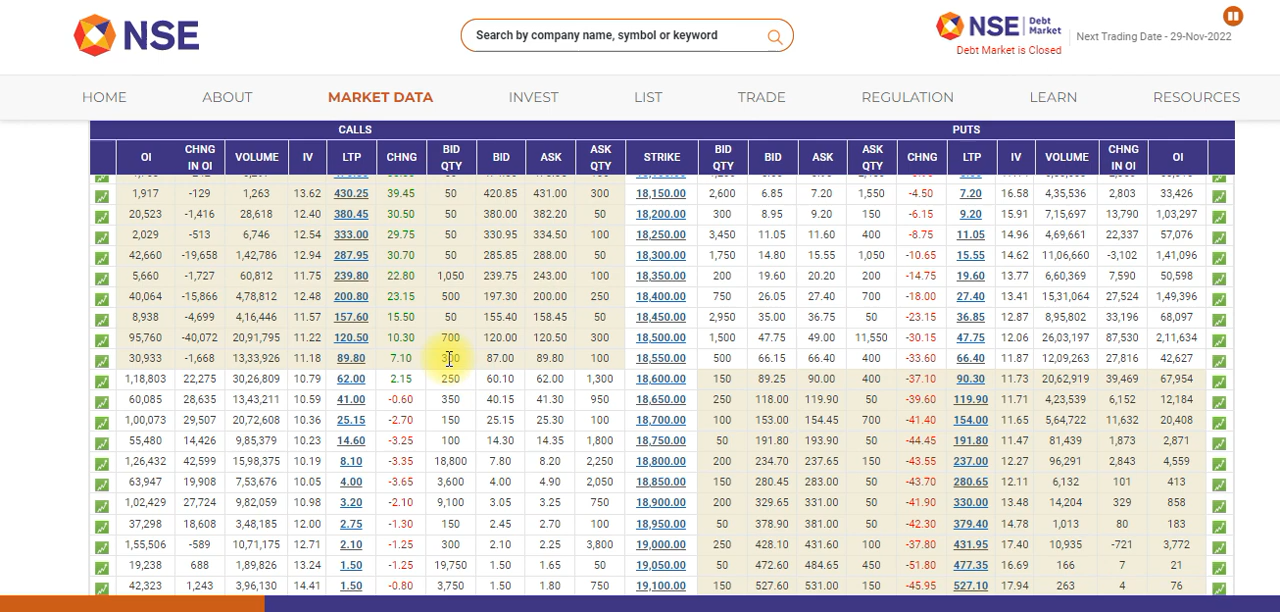 NSE
Search by company name, symbol or keyword
NSE Debt Market
Debt Market is Closed
Next Trading Date - 29-Nov-2022
HOME ABOUT MARKET DATA INVEST LIST TRADE REGULATION LEARN RESOURCES
CALLS PUTS
OI CHNG IN OI VOLUME IV LTP CHNG BID QTY BID ASK ASK QTY STRIKE BID QTY BID ASK ASK QTY CHNG LTP IV VOLUME CHNG IN OI OI
1,917 -129 1,263 13.62 430.25 39.45 50 420.85 431.00 300 18,150.00 2,600 6.85 7.20 1,550 -4.50 7.20 16.58 4,35,536 2,803 33,426
20,523 -1,416 28,618 12.40 380.45 30.50 50 380.00 382.20 50 18,200.00 300 8.95 9.20 150 -6.15 9.20 15.91 7,15,697 13,790 1,03,297
2,029 -513 6,746 12.54 333.00 29.75 50 330.95 334.50 100 18,250.00 3,450 11.05 11.60 400 -8.75 11.05 14.96 4,69,661 22,337 57,076
42,660 -19,658 1,42,786 12.94 287.95 30.70 50 285.85 288.00 50 18,300.00 1,750 14.80 15.55 1,050 -10.65 15.55 14.62 11,06,660 -3,102 1,41,096
5,660 -1,727 60,812 11.75 239.80 22.80 1,050 239.75 243.00 100 18,350.00 200 19.60 20.20 200 -14.75 19.60 13.77 6,60,369 7,590 50,598
40,064 -15,866 4,78,812 12.48 200.80 23.15 500 197.30 200.00 250 18,400.00 750 26.05 27.40 700 -18.00 27.40 13.41 15,31,064 27,524 1,49,396
8,938 -4,699 4,16,446 11.57 157.60 15.50 50 155.40 158.45 50 18,450.00 2,950 35.00 36.75 50 -23.15 36.85 12.87 8,95,802 33,196 68,097
95,760 -40,072 20,91,795 11.22 120.50 10.30 700 120.00 120.50 300 18,500.00 1,500 47.75 49.00 11,550 -30.15 47.75 12.06 26,03,197 87,530 2,11,634
30,933 -1,668 13,33,926 11.18 89.80 7.10 300 87.00 89.80 100 18,550.00 500 66.15 66.40 400 -33.60 66.40 11.87 12,09,263 27,816 42,627
1,18,803 22,275 30,26,809 10.79 62.00 2.15 250 60.10 62.00 1,300 18,600.00 150 89.25 90.00 400 -37.10 90.30 11.73 20,62,919 39,469 67,954
60,085 28,635 13,43,211 10.59 41.00 -0.60 350 40.15 41.30 950 18,650.00 250 118.00 119.90 50 -39.60 119.90 11.71 4,23,539 6,152 12,184
1,00,073 29,507 20,72,608 10.36 25.15 -2.70 150 25.15 25.30 100 18,700.00 100 153.00 154.45 700 -41.40 154.00 11.65 5,64,722 11,632 20,408
55,480 14,426 9,85,379 10.23 14.60 -3.25 100 14.30 14.35 1,800 18,750.00 50 191.80 193.90 50 -44.45 191.80 11.47 81,439 1,873 2,871
1,26,432 42,599 15,98,375 10.19 8.10 -3.35 18,800 7.80 8.20 2,250 18,800.00 200 234.70 237.65 150 -43.55 237.00 12.27 96,291 2,843 4,559
63,947 19,908 7,53,676 10.05 4.00 -3.65 3,600 4.00 4.90 2,050 18,850.00 150 280.45 283.00 50 -43.70 280.65 12.11 6,132 101 413
1,02,429 27,724 9,82,059 10.98 3.20 -2.10 9,100 3.05 3.25 750 18,900.00 200 329.65 331.00 50 -41.90 330.00 13.48 14,204 329 858
37,298 18,608 3,48,185 12.00 2.75 -1.30 150 2.45 2.70 100 18,950.00 50 378.90 381.00 50 -42.30 379.40 14.78 1,013 80 183
1,55,506 -589 10,71,175 12.71 2.10 -1.25 300 2.10 2.25 3,800 19,000.00 250 428.10 431.60 100 -37.80 431.95 17.40 10,935 -721 3,772
19,238 688 1,89,826 13.24 1.50 -1.25 19,750 1.50 1.65 50 19,050.00 50 472.60 484.65 450 -51.80 477.35 16.69 166 7 21
42,323 1,243 3,96,130 14.41 1.50 -0.80 3,750 1.50 1.80 750 19,100.00 150 527.60 531.00 150 -45.95 527.10 17.94 263 4 76